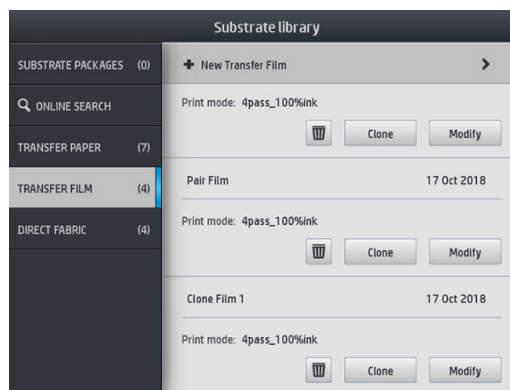 Substrate library
SUBSTRATE PACKAGES (0)
ONLINE SEARCH
TRANSFER PAPER (7)
TRANSFER FILM (4)
DIRECT FABRIC (4)
New Transfer Film
Print mode: 4pass_100%ink
Clone Modify
Pair Film 17 Oct 2018
Print mode: 4pass_100%ink
Clone Modify
Clone Film 1 17 Oct 2018
Print mode: 4pass_100%ink
Clone Modify